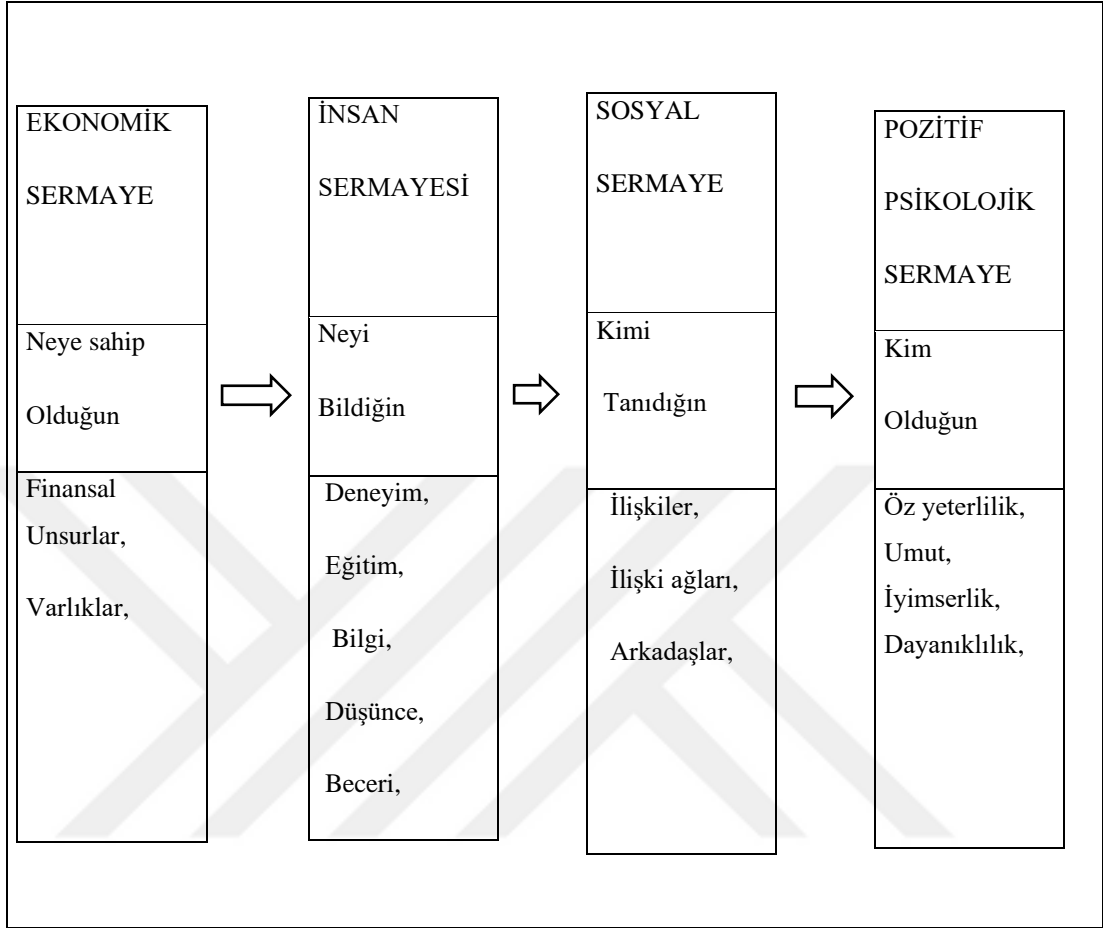 EKONOMİK
SERMAYE
Neye sahip
Olduğun
Finansal
Unsurlar,
Varlıklar,
İNSAN
SERMAYESİ
Neyi
Bildiğin
Deneyim,
Eğitim,
Bilgi,
Düşünce,
Beceri,
SOSYAL
SERMAYE
Kimi
Tanıdığın
İlişkiler,
İlişki ağları,
Arkadaşlar,
POZİTİF
PSİKOLOJİK
SERMAYE
Kim
Olduğun
Öz yeterlilik,
Umut,
İyimserlik,
Dayanıklılık,